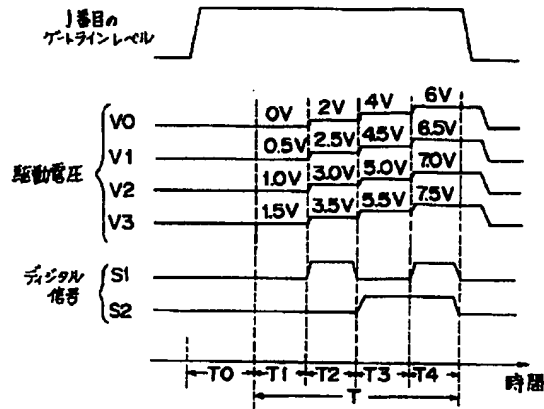 j番目の
ゲートラインレベル
駆動電圧
V0 0V 2V 4V 6V
V1 0.5V 2.5V 4.5V 6.5V
V2 1.0V 3.0V 5.0V 7.0V
V3 1.5V 3.5V 5.5V 7.5V
ディジタル
信号
S1
S2
T0 T1 T2 T3 T4 時間
T